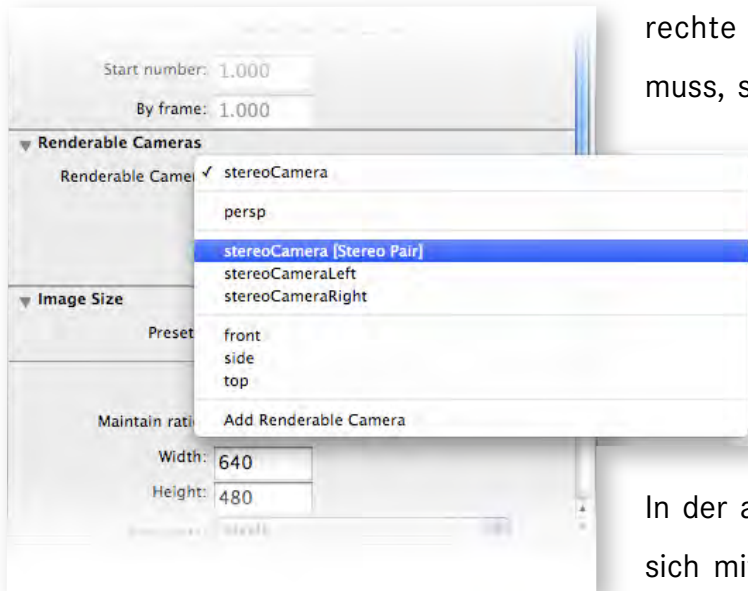 rechte
muss, s
Start number: 1.000
By frame: 1.000
Renderable Cameras
Renderable Camer
✓ stereoCamera
persp
stereoCamera [Stereo Pair]
stereoCameraLeft
stereoCameraRight
front
side
top
Add Renderable Camera
Image Size
Preset
Maintain rati
Width: 640
Height: 480
In der a
sich mi